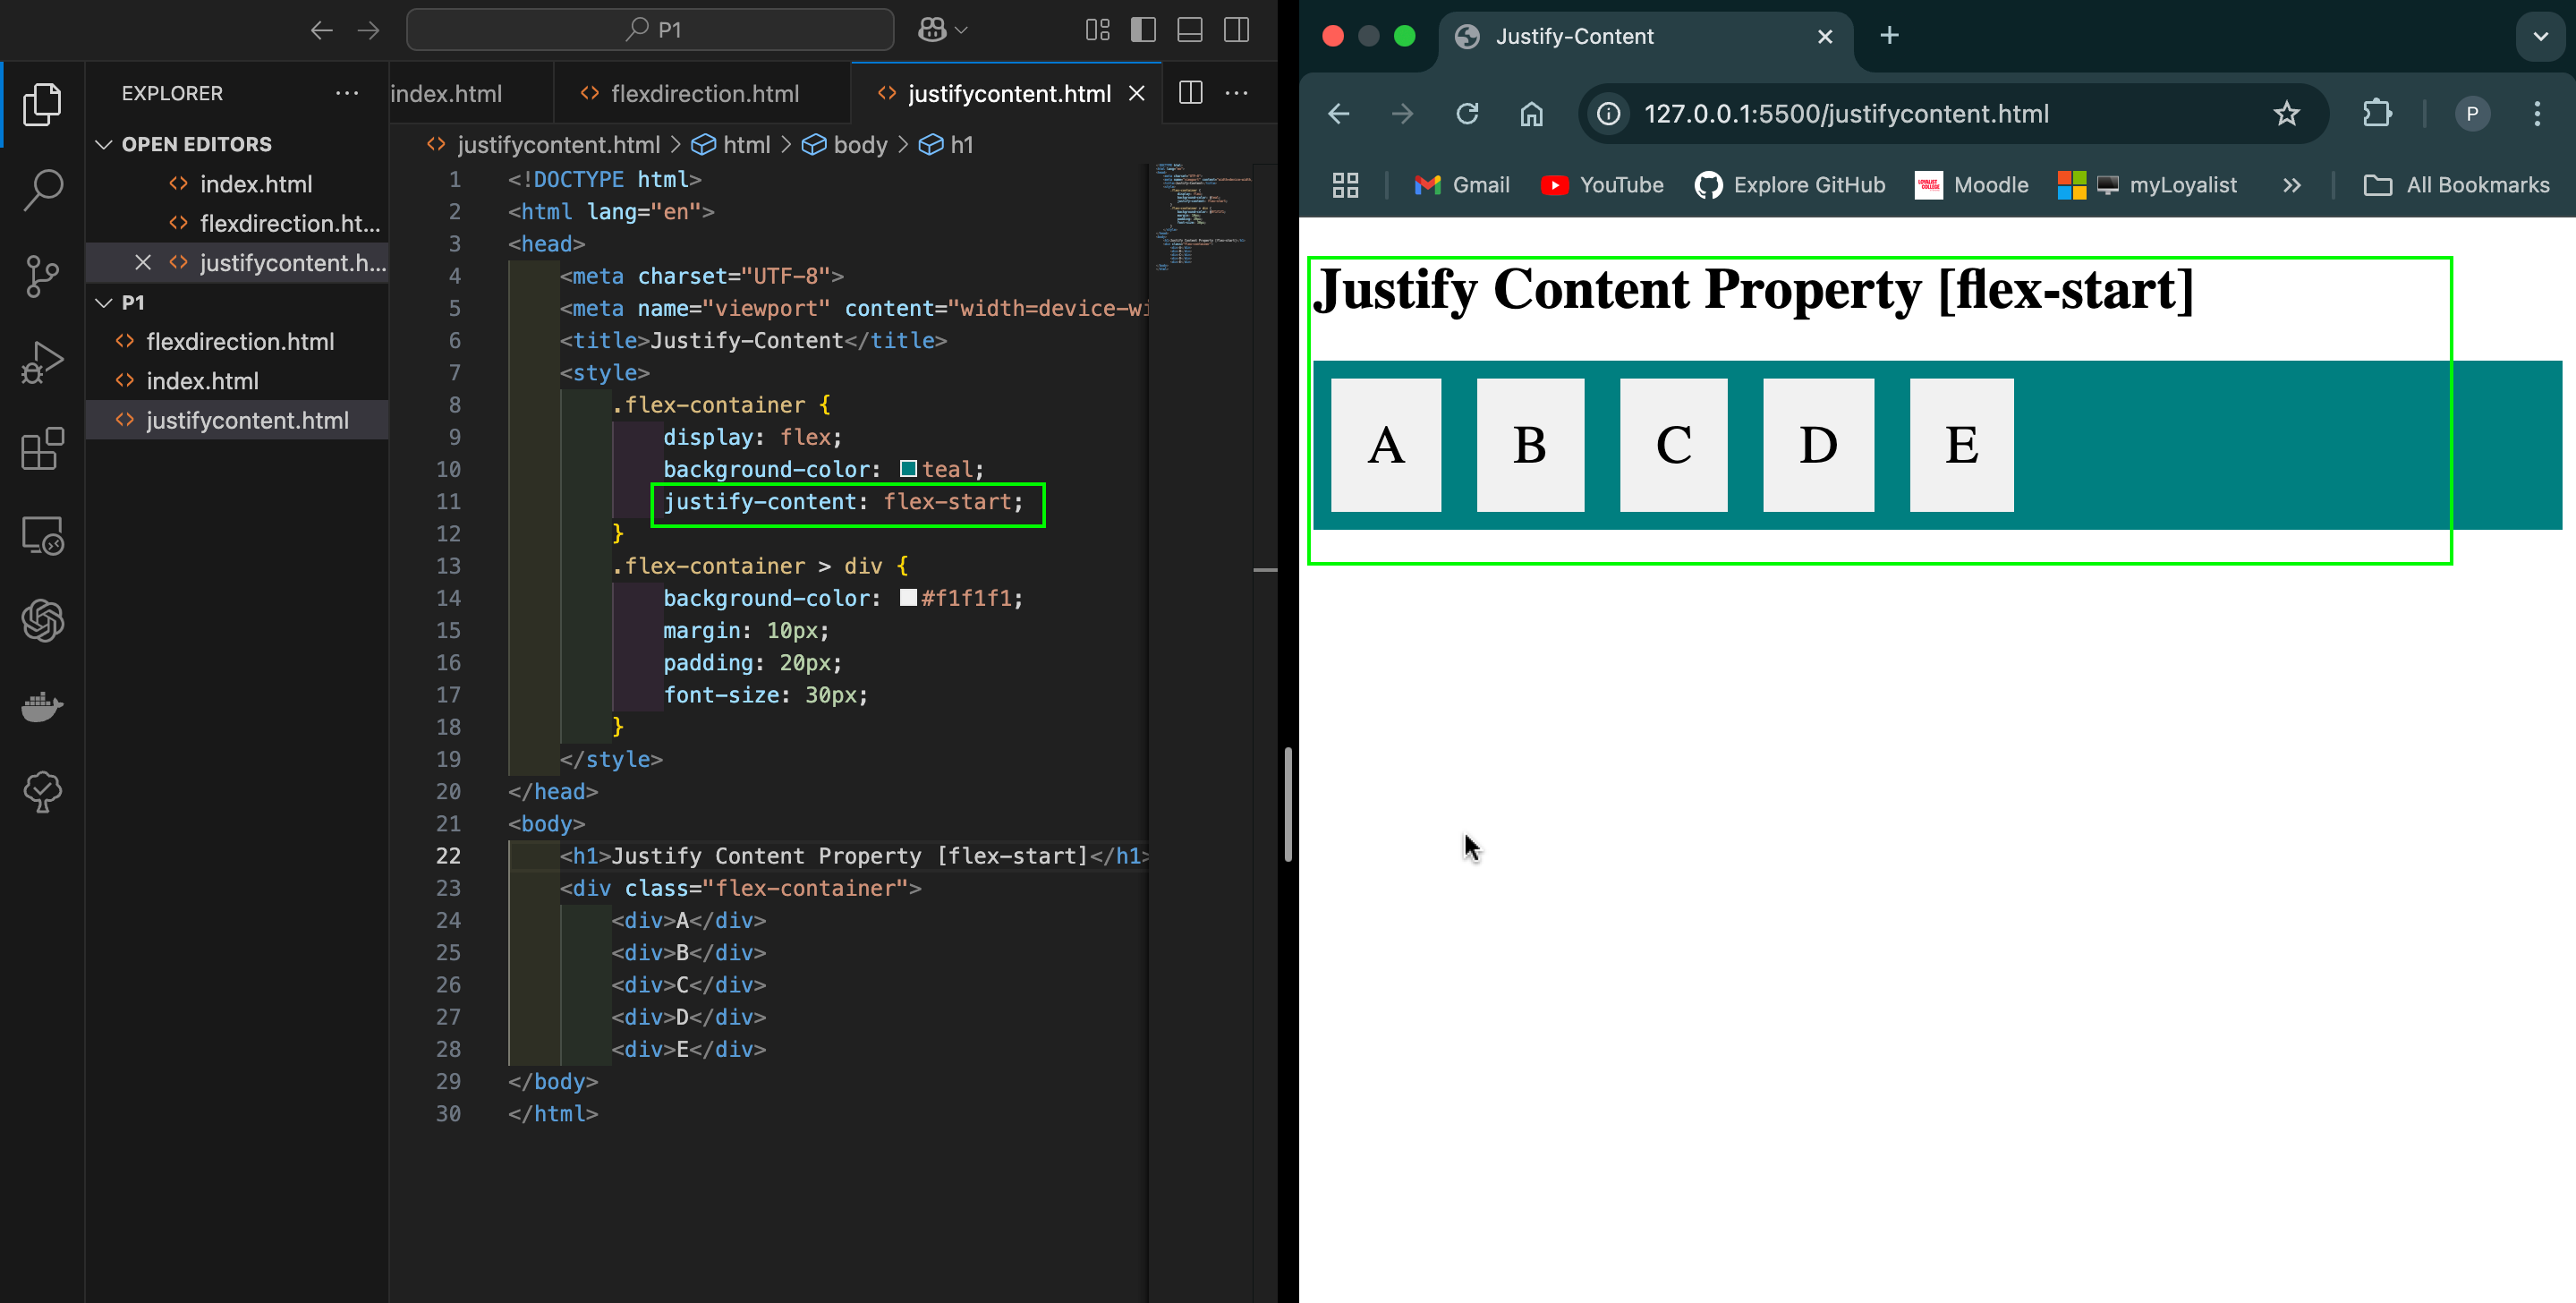 P1
EXPLORER
OPEN EDITORS
index.html
flexdirection.ht...
justifycontent.h...
P1
flexdirection.html
index.html
justifycontent.html
index.html
flexdirection.html
justifycontent.html
justifycontent.html > html > body > h1
1 <!DOCTYPE html>
2 <html lang="en">
3 <head>
4 <meta charset="UTF-8">
5 <meta name="viewport" content="width=device-wi
6 <title>Justify-Content</title>
7 <style>
8 .flex-container {
9 display: flex;
10 background-color: teal;
11 justify-content: flex-start;
12 }
13 .flex-container > div {
14 background-color: #f1f1f1;
15 margin: 10px;
16 padding: 20px;
17 font-size: 30px;
18 }
19 </style>
20 </head>
21 <body>
22 <h1>Justify Content Property [flex-start]</h1>
23 <div class="flex-container">
24 <div>A</div>
25 <div>B</div>
26 <div>C</div>
27 <div>D</div>
28 <div>E</div>
29 </body>
30 </html>
Justify-Content
127.0.0.1:5500/justifycontent.html
P
Gmail
YouTube
Explore GitHub
Moodle
myLoyalist
All Bookmarks
Justify Content Property [flex-start]
A B C D E